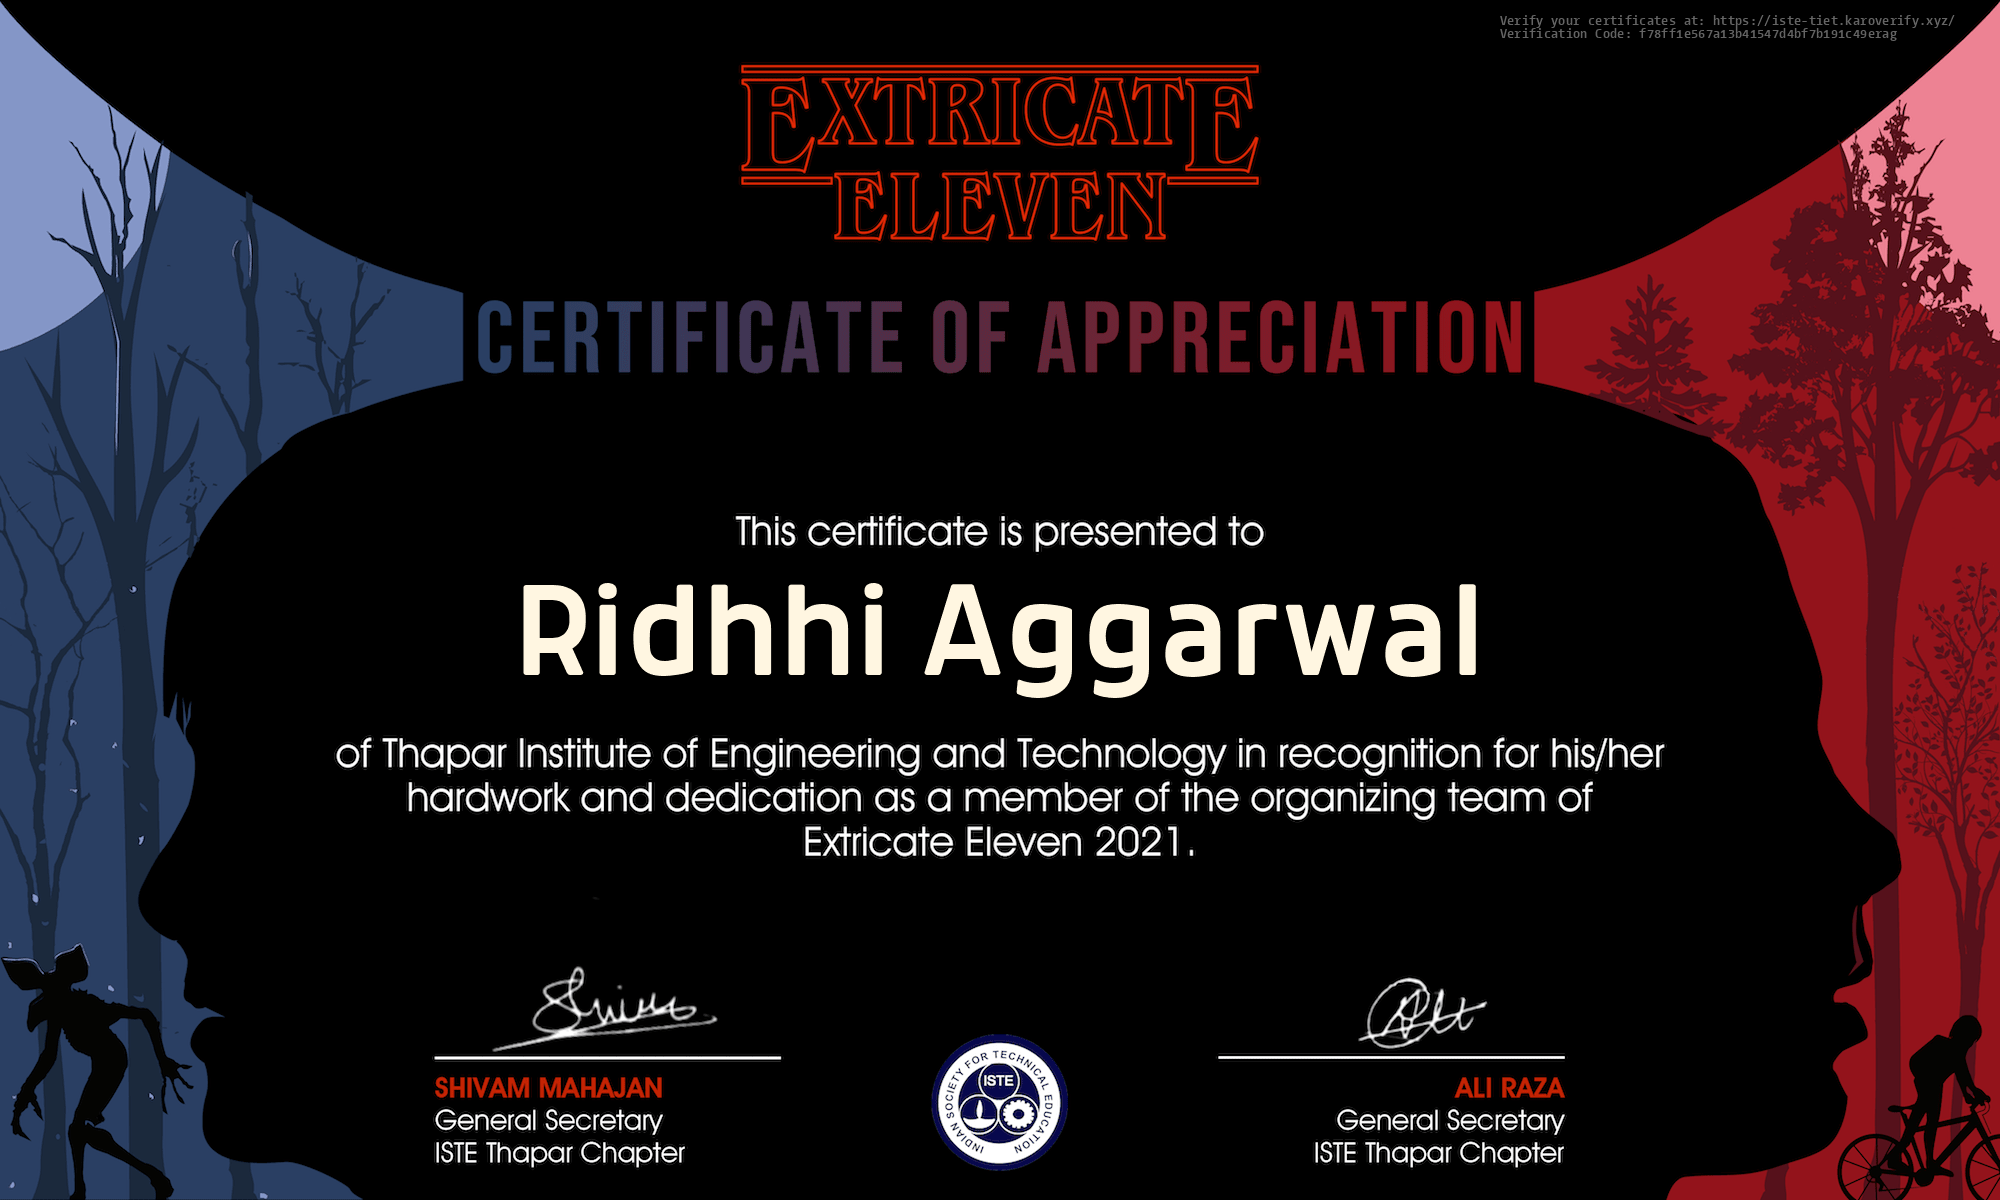 Verify your certificates at: https://iste-tiet.karoverify.xyz/
Verification Code: f78ff1e567a13b41547d4bf7b191c49erag
EXTRICATE
ELEVEN
CERTIFICATE OF APPRECIATION
This certificate is presented to
Ridhhi Aggarwal
of Thapar Institute of Engineering and Technology in recognition for his/her
hardwork and dedication as a member of the organizing team of
Extricate Eleven 2021.
SHIVAM MAHAJAN
General Secretary
ISTE Thapar Chapter
INDIAN SOCIETY FOR TECHNICAL EDUCATION
ISTE
ALI RAZA
General Secretary
ISTE Thapar Chapter